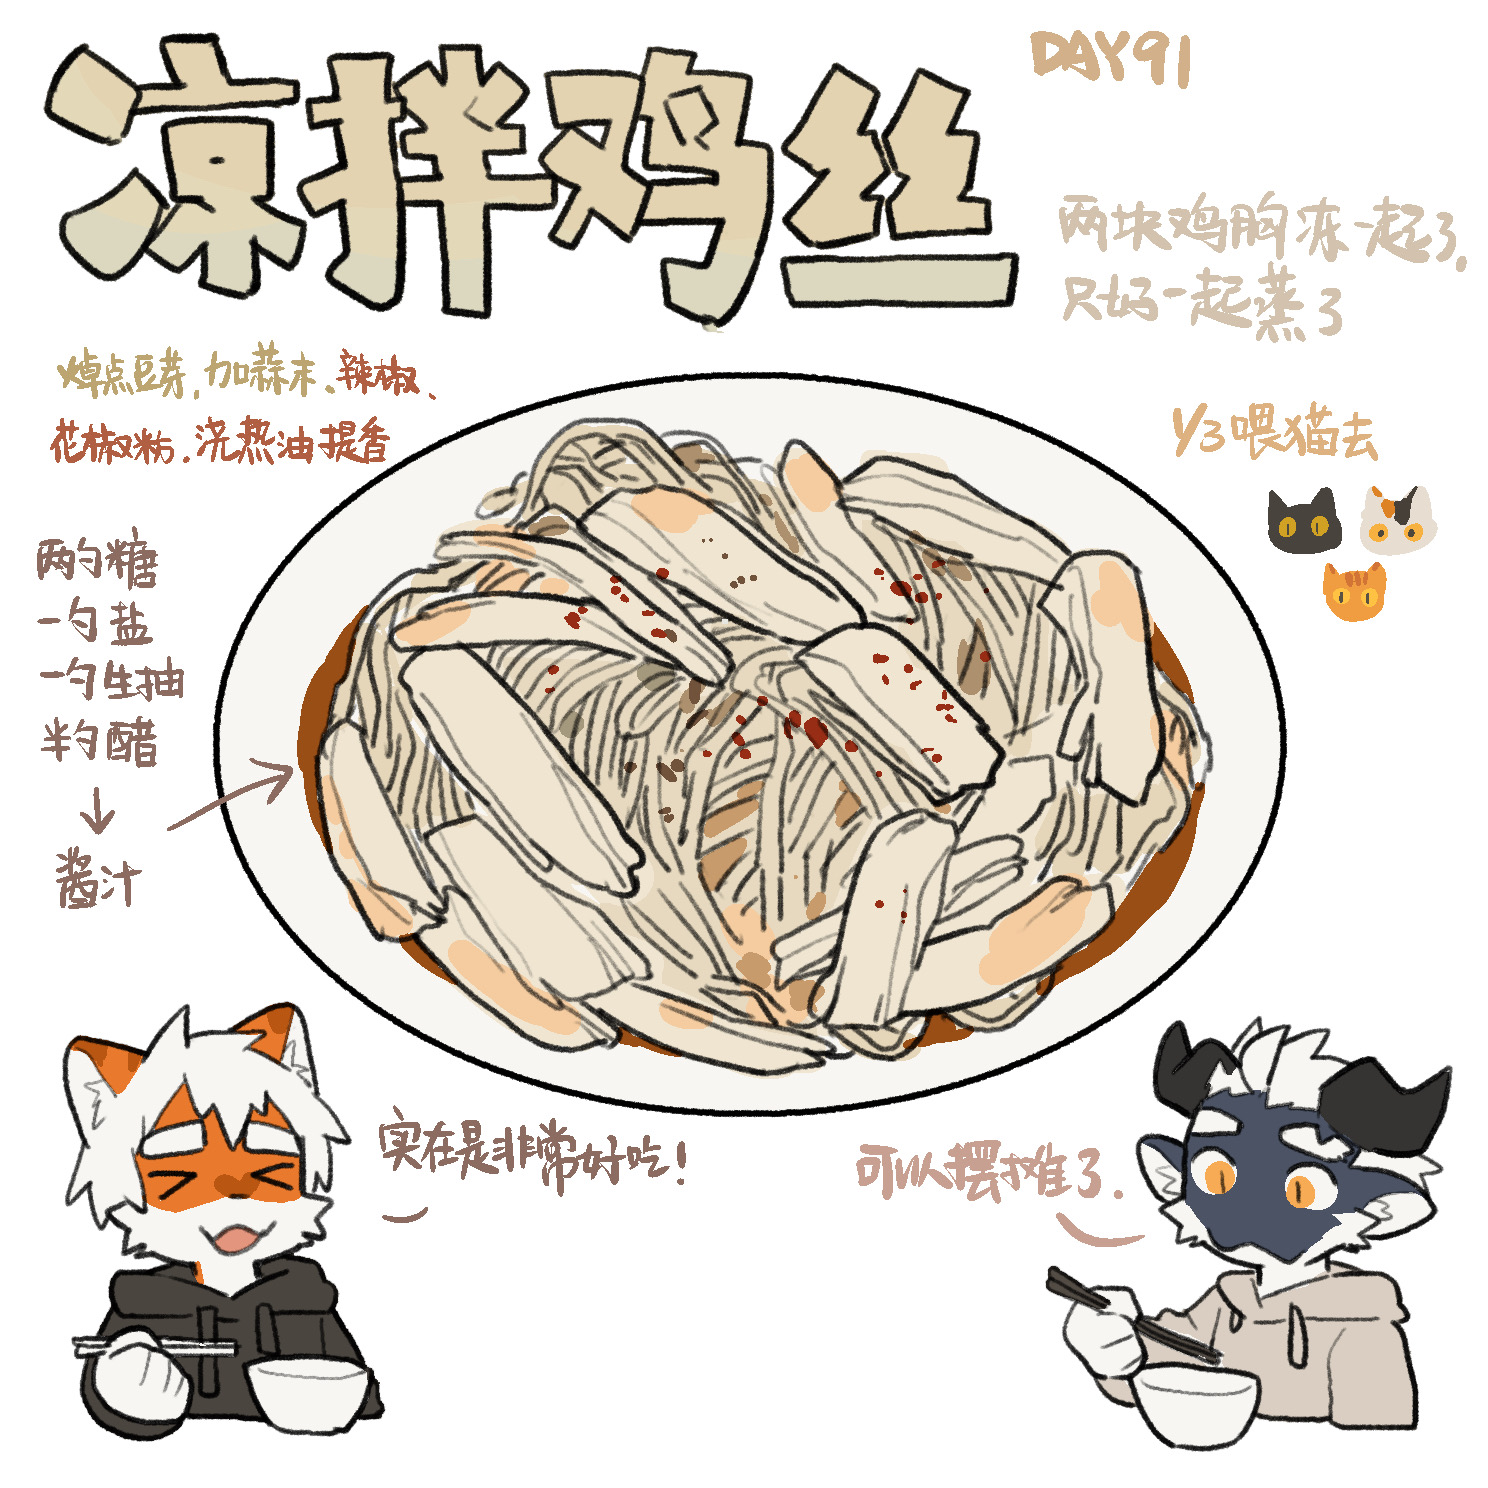 凉拌鸡丝
DAY91
两块鸡胸冻一起了，
只好一起蒸了
焯点豆芽，加蒜末、辣椒、
花椒粉，浇热油提香
1/3喂猫去
两勺糖
一勺盐
一勺生抽
半勺醋
↓
酱汁
实在是非常好吃！
可以摆摊了．